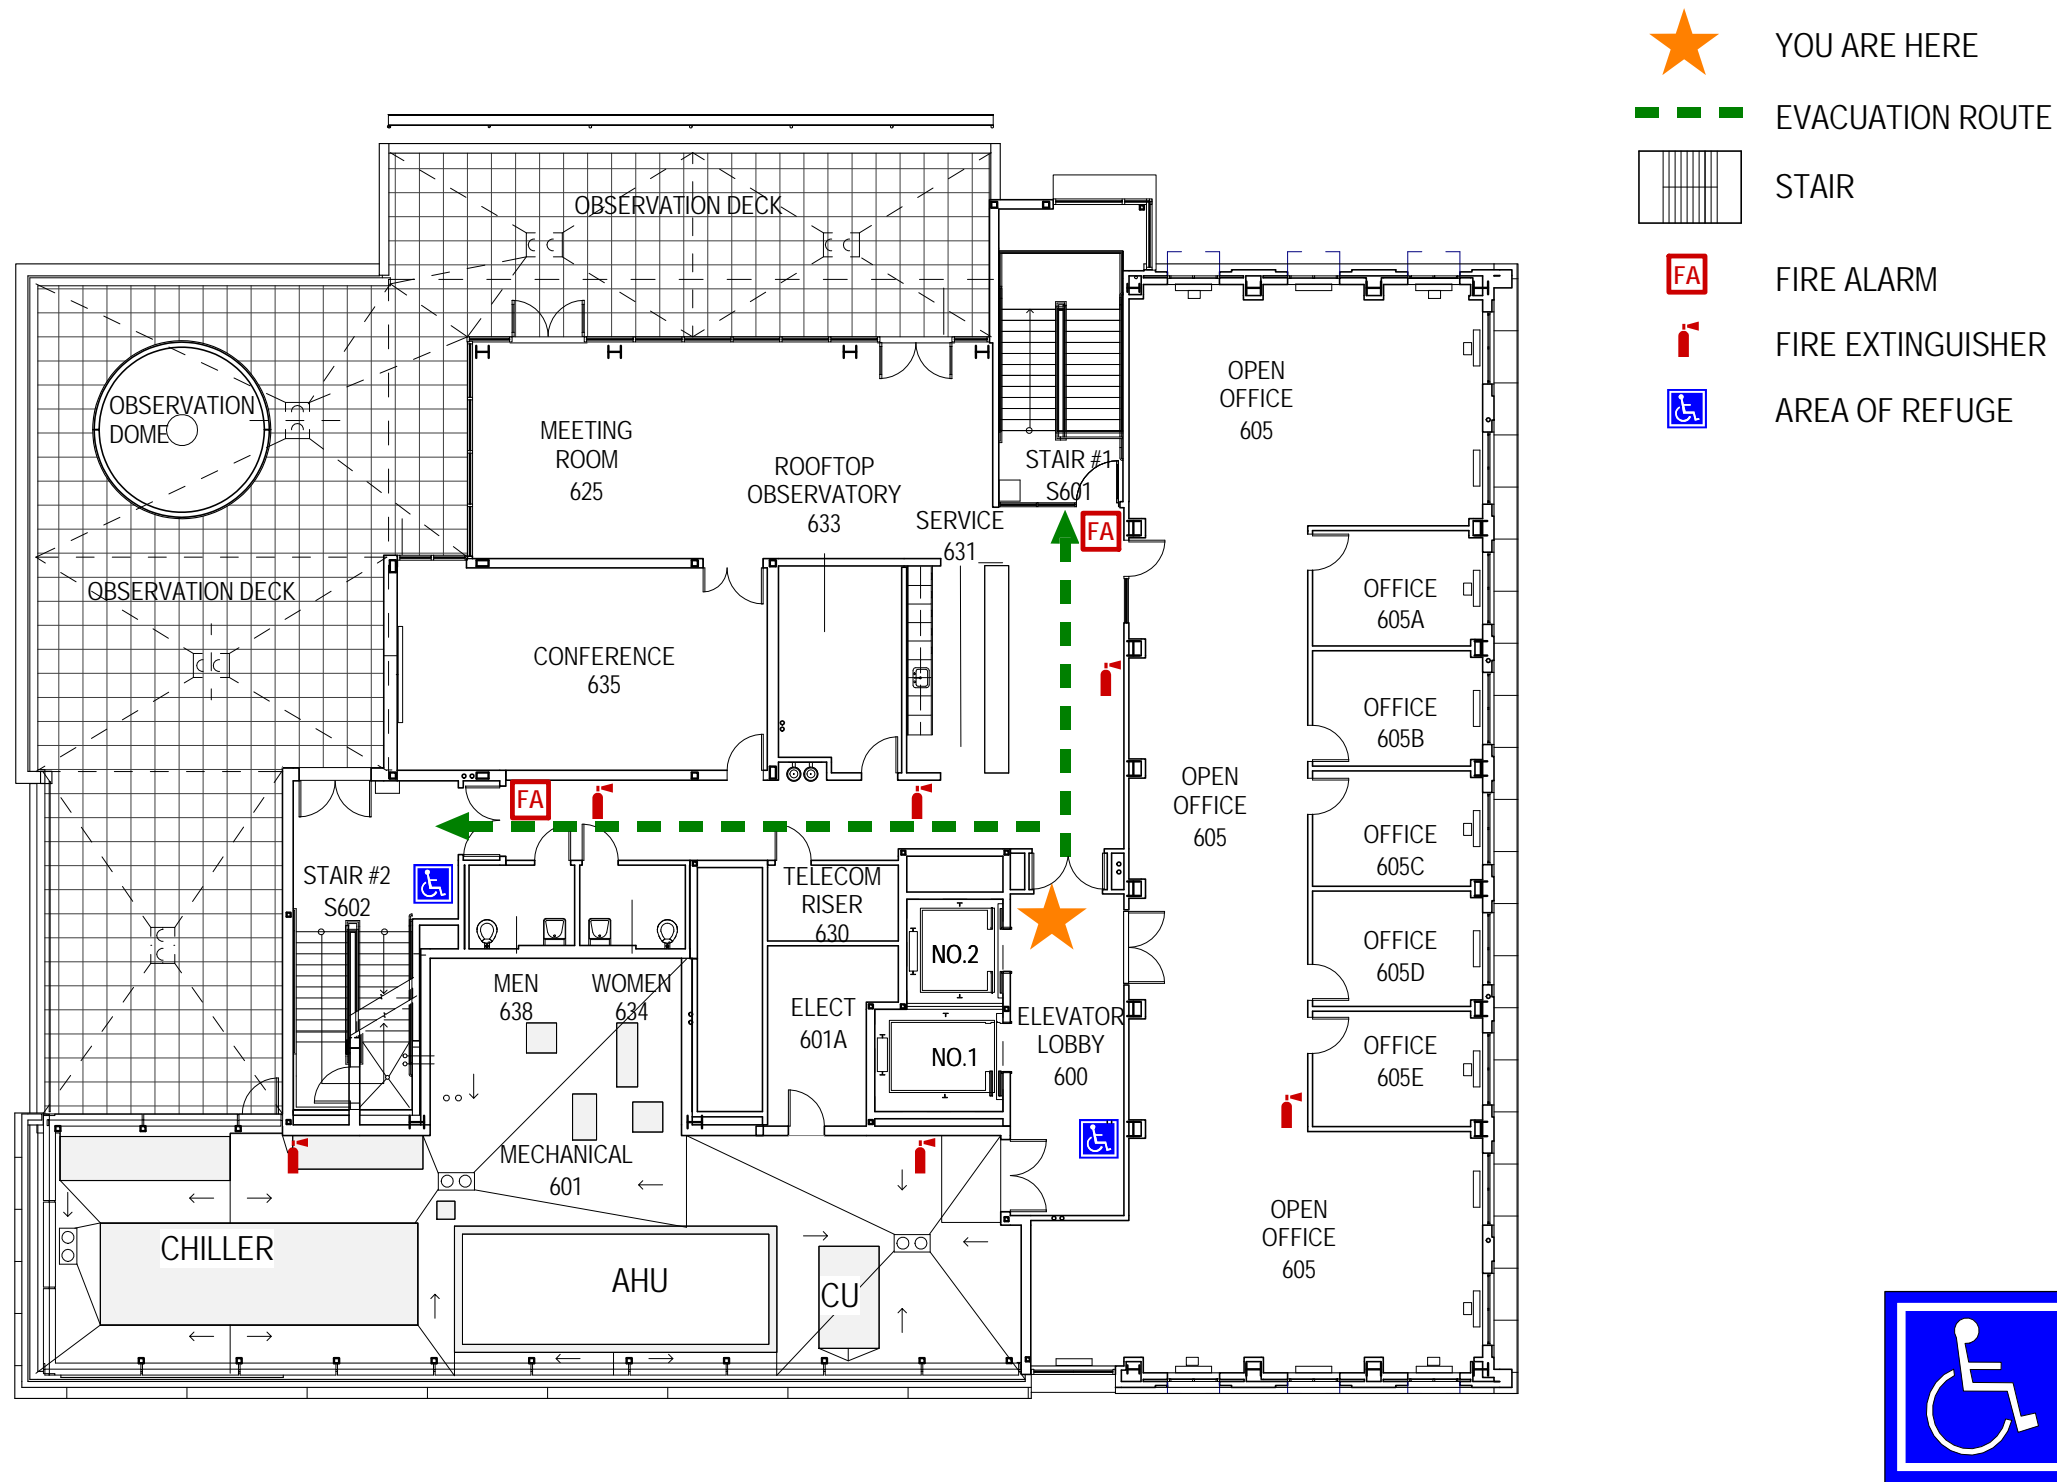 YOU ARE HERE
EVACUATION ROUTE
STAIR
FA
FIRE ALARM
FIRE EXTINGUISHER
AREA OF REFUGE
OBSERVATION DECK
OBSERVATION
DOME
OBSERVATION DECK
MEETING
ROOM
625
ROOFTOP
OBSERVATORY
633
SERVICE
631
STAIR #1
S601
FA
OPEN
OFFICE
605
OFFICE
605A
OFFICE
605B
CONFERENCE
635
OPEN
OFFICE
605
OFFICE
605C
FA
STAIR #2
S602
TELECOM
RISER
630
NO.2
OFFICE
605D
MEN
638
WOMEN
634
ELECT
601A
NO.1
ELEVATOR
LOBBY
600
OFFICE
605E
MECHANICAL
601
CHILLER
AHU
CU
OPEN
OFFICE
605